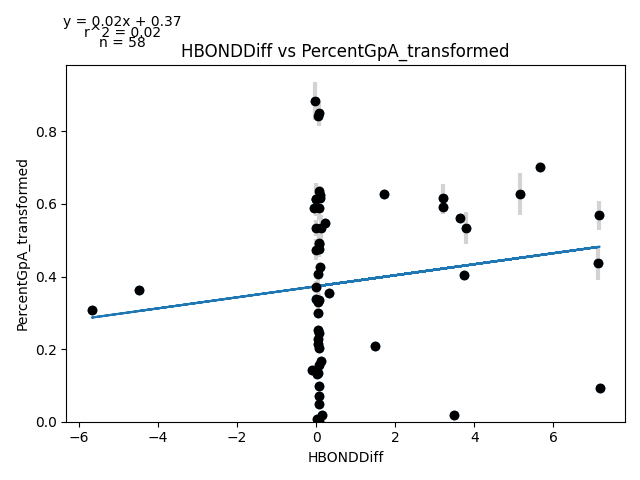 y = 0.02x + 0.37
r^2 = 0.02
n = 58
HBONDDiff vs PercentGpA_transformed
PercentGpA_transformed
0.8
0.6
0.4
0.2
0.0
−6
−4
−2
0
2
4
6
HBONDDiff